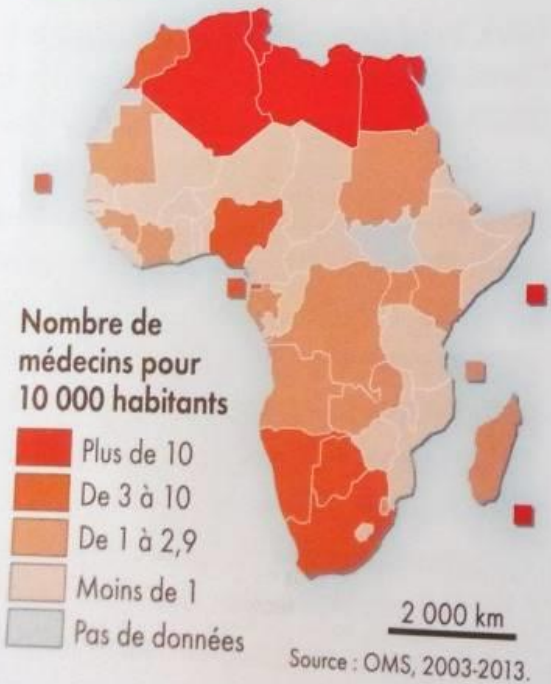 Nombre de
médecins pour
10 000 habitants
Plus de 10
De 3 à 10
De 1 à 2,9
Moins de 1
Pas de données
2 000 km
Source : OMS, 2003-2013.